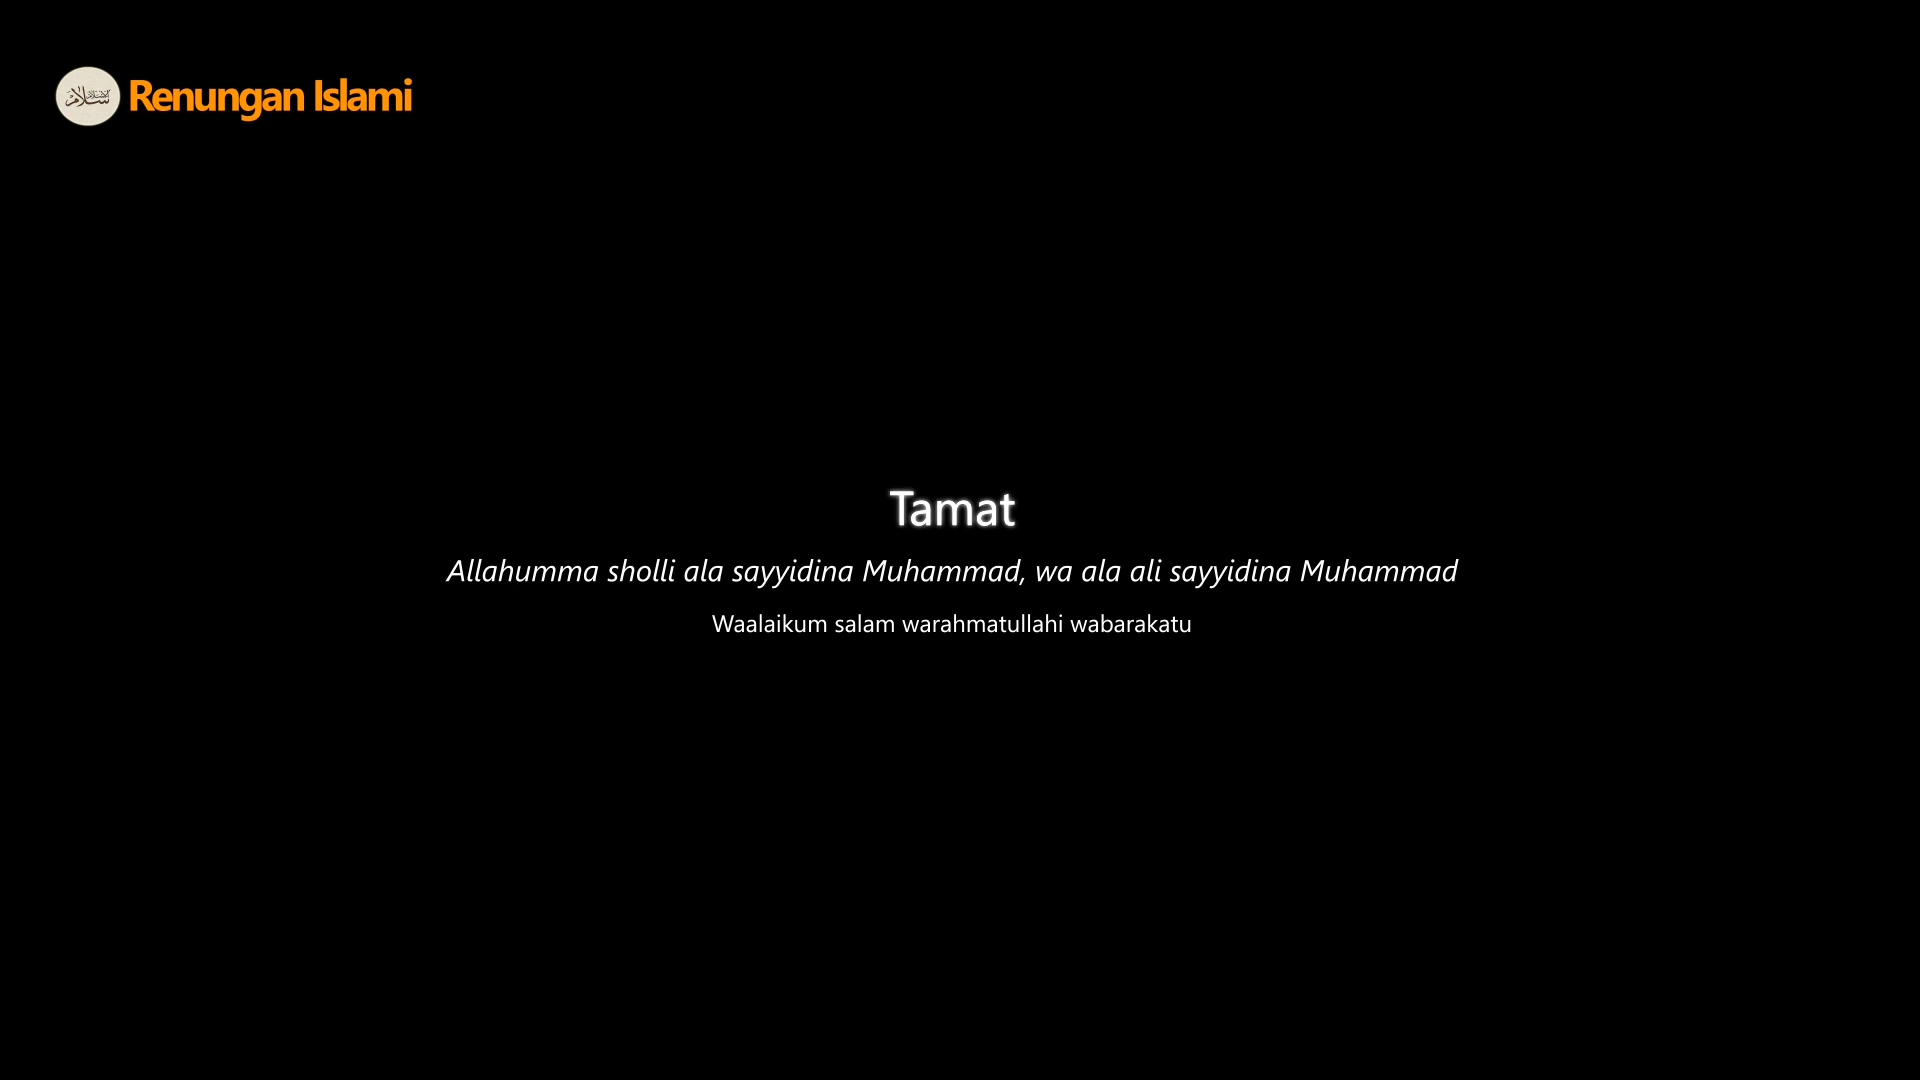 Renungan Islami
Tamat
Allahumma sholli ala sayyidina Muhammad, wa ala ali sayyidina Muhammad
Waalaikum salam warahmatullahi wabarakatu